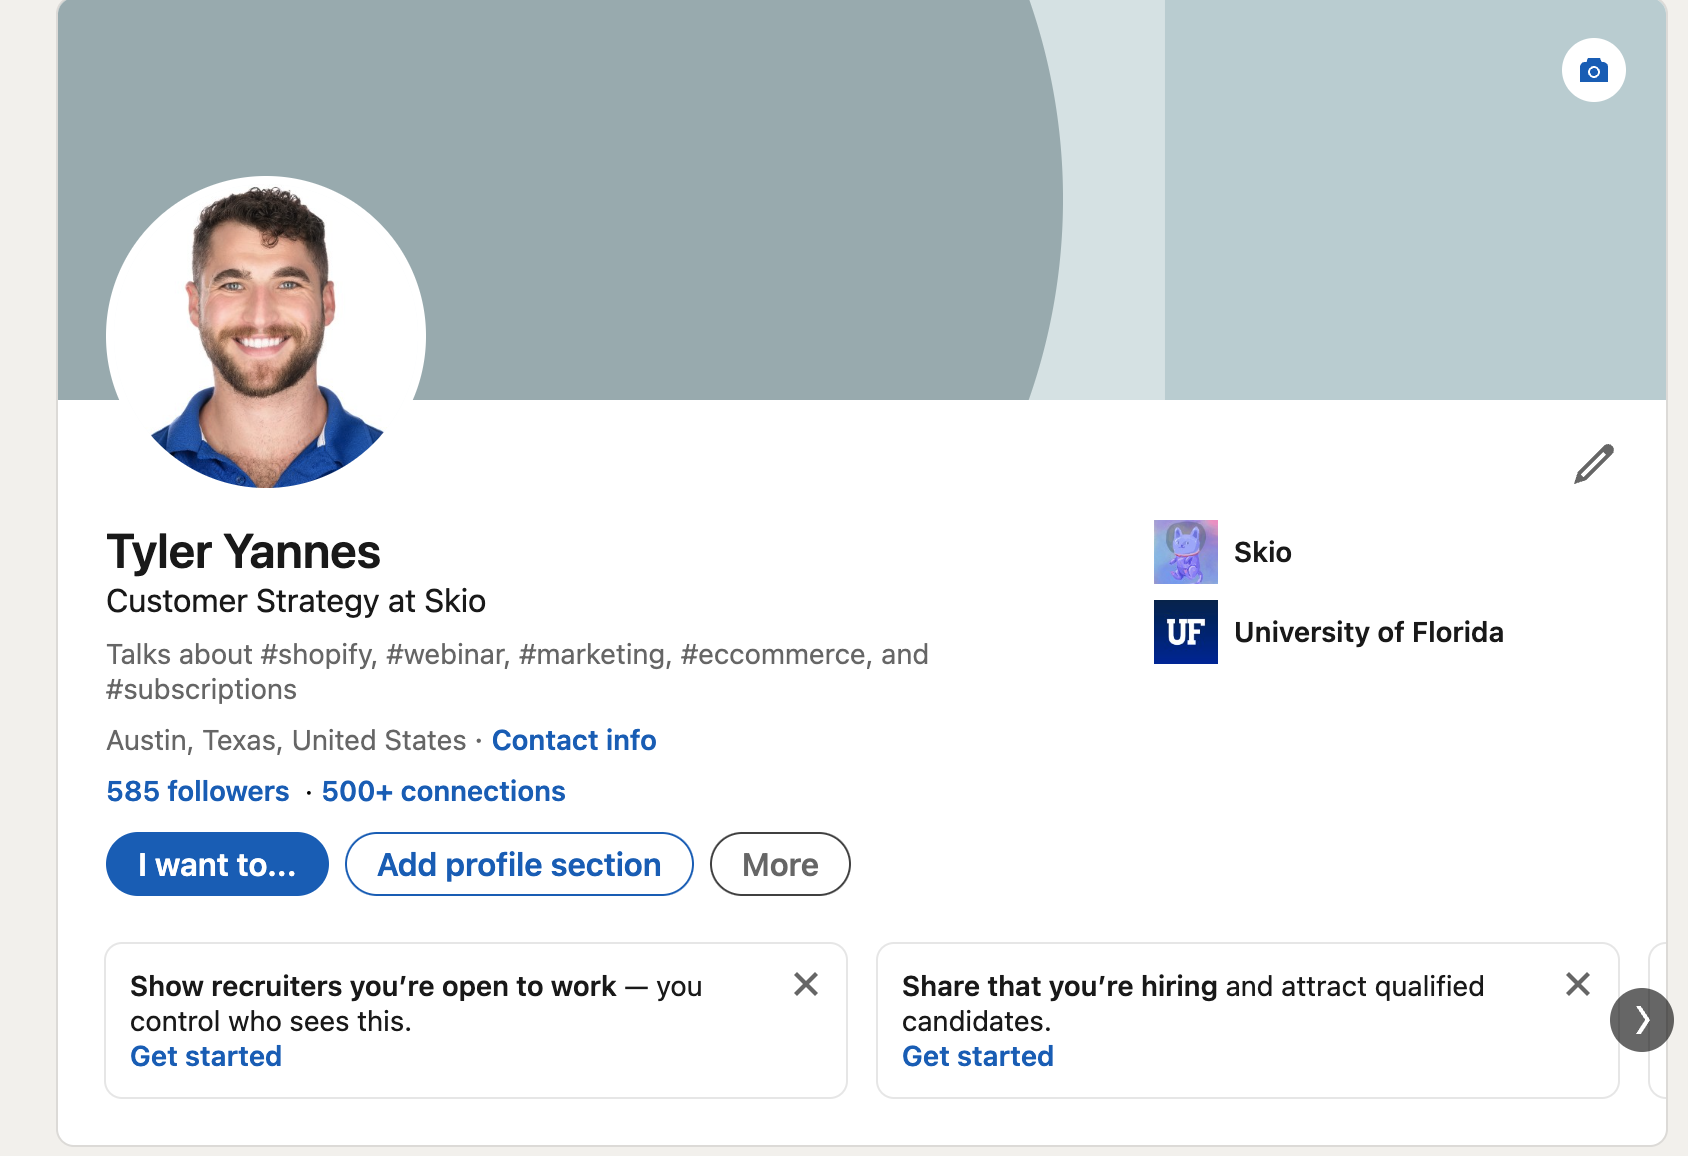 Tyler Yannes
Customer Strategy at Skio
Talks about #shopify, #webinar, #marketing, #eccommerce, and
#subscriptions
Austin, Texas, United States · Contact info
585 followers · 500+ connections
I want to... Add profile section More
Skio
UF University of Florida
Show recruiters you’re open to work — you
control who sees this.
Get started
Share that you’re hiring and attract qualified
candidates.
Get started